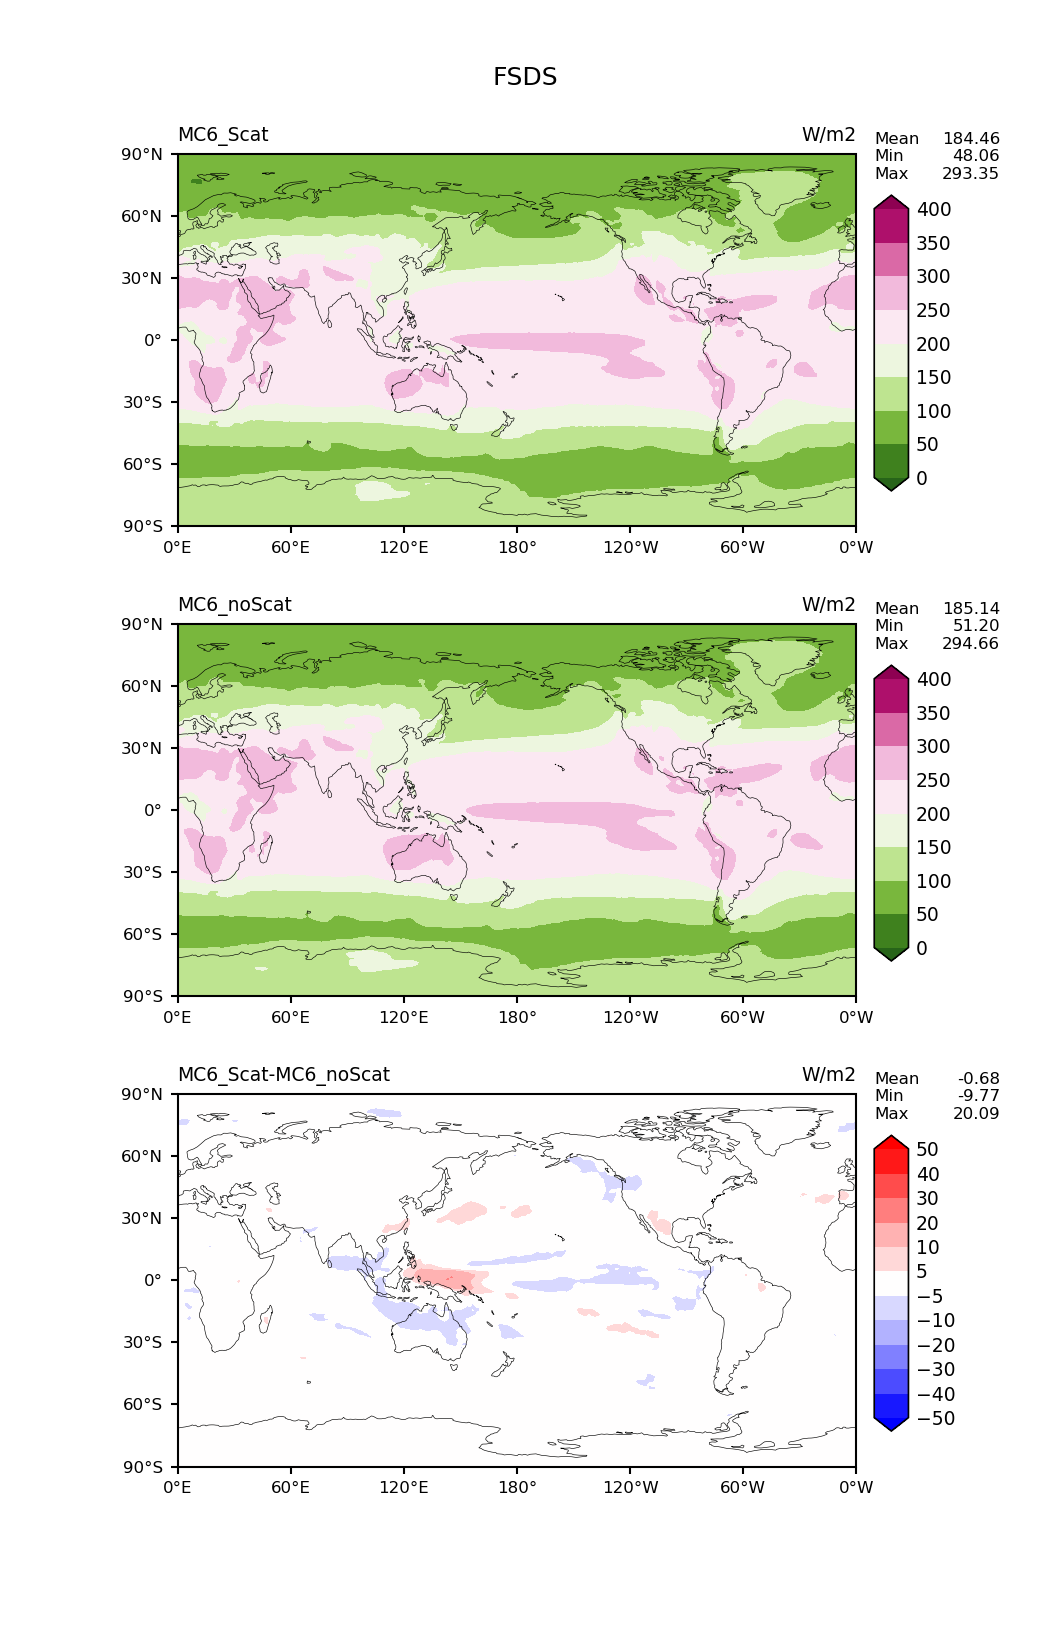 FSDS
MC6_Scat W/m2
Mean 184.46
Min 48.06
Max 293.35
90°N
60°N
30°N
0°
30°S
60°S
90°S
0°E 60°E 120°E 180° 120°W 60°W 0°W
400
350
300
250
200
150
100
50
0
MC6_noScat W/m2
Mean 185.14
Min 51.20
Max 294.66
90°N
60°N
30°N
0°
30°S
60°S
90°S
0°E 60°E 120°E 180° 120°W 60°W 0°W
400
350
300
250
200
150
100
50
0
MC6_Scat-MC6_noScat W/m2
Mean -0.68
Min -9.77
Max 20.09
90°N
60°N
30°N
0°
30°S
60°S
90°S
0°E 60°E 120°E 180° 120°W 60°W 0°W
50
40
30
20
10
5
−5
−10
−20
−30
−40
−50